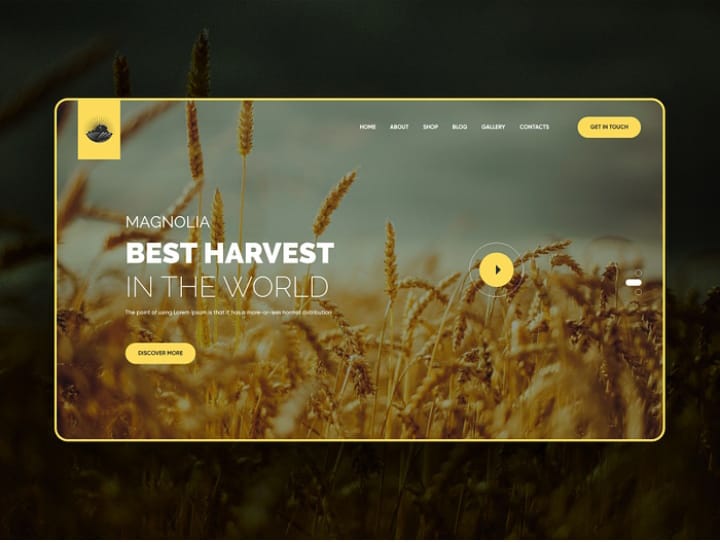 HOME ABOUT SHOP BLOG GALLERY CONTACTS GET IN TOUCH
MAGNOLIA
BEST HARVEST
IN THE WORLD
The point of using Lorem Ipsum is that it has a more-or-less normal distribution
DISCOVER MORE